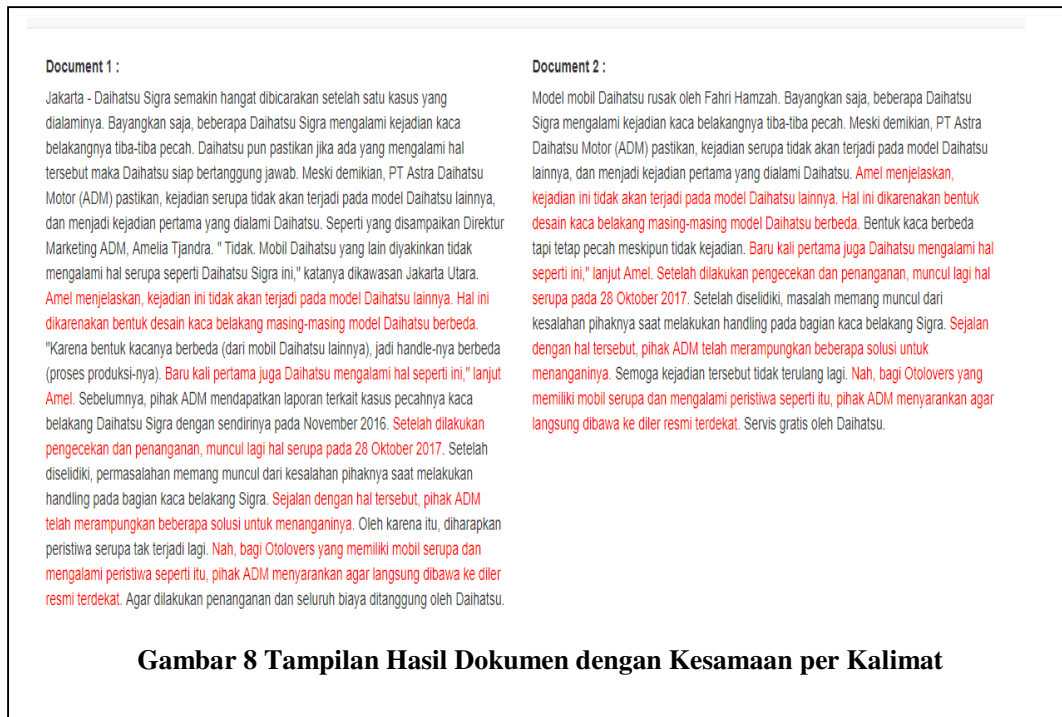 Document 1 :
Jakarta - Daihatsu Sigra semakin hangat dibicarakan setelah satu kasus yang
dialaminya. Bayangkan saja, beberapa Daihatsu Sigra mengalami kejadian kaca
belakangnya tiba-tiba pecah. Daihatsu pun pastikan jika ada yang mengalami hal
tersebut maka Daihatsu siap bertanggung jawab. Meski demikian, PT Astra Daihatsu
Motor (ADM) pastikan, kejadian serupa tidak akan terjadi pada model Daihatsu lainnya,
dan menjadi kejadian pertama yang dialami Daihatsu. Seperti yang disampaikan Direktur
Marketing ADM, Amelia Tjandra. " Tidak. Mobil Daihatsu yang lain diyakinkan tidak
mengalami hal serupa seperti Daihatsu Sigra ini," katanya dikawasan Jakarta Utara.
Amel menjelaskan, kejadian ini tidak akan terjadi pada model Daihatsu lainnya. Hal ini
dikarenakan bentuk desain kaca belakang masing-masing model Daihatsu berbeda.
"Karena bentuk kacanya berbeda (dari mobil Daihatsu lainnya), jadi handle-nya berbeda
(proses produksi-nya). Baru kali pertama juga Daihatsu mengalami hal seperti ini," lanjut
Amel. Sebelumnya, pihak ADM mendapatkan laporan terkait kasus pecahnya kaca
belakang Daihatsu Sigra dengan sendirinya pada November 2016. Setelah dilakukan
pengecekan dan penanganan, muncul lagi hal serupa pada 28 Oktober 2017. Setelah
diselidiki, permasalahan memang muncul dari kesalahan pihaknya saat melakukan
handling pada bagian kaca belakang Sigra. Sejalan dengan hal tersebut, pihak ADM
telah merampungkan beberapa solusi untuk menanganinya. Oleh karena itu, diharapkan
peristiwa serupa tak terjadi lagi. Nah, bagi Otolovers yang memiliki mobil serupa dan
mengalami peristiwa seperti itu, pihak ADM menyarankan agar langsung dibawa ke diler
resmi terdekat. Agar dilakukan penanganan dan seluruh biaya ditanggung oleh Daihatsu.
Document 2 :
Model mobil Daihatsu rusak oleh Fahri Hamzah. Bayangkan saja, beberapa Daihatsu
Sigra mengalami kejadian kaca belakangnya tiba-tiba pecah. Meski demikian, PT Astra
Daihatsu Motor (ADM) pastikan, kejadian serupa tidak akan terjadi pada model Daihatsu
lainnya, dan menjadi kejadian pertama yang dialami Daihatsu. Amel menjelaskan,
kejadian ini tidak akan terjadi pada model Daihatsu lainnya. Hal ini dikarenakan bentuk
desain kaca belakang masing-masing model Daihatsu berbeda. Bentuk kaca berbeda
tapi tetap pecah meskipun tidak kejadian. Baru kali pertama juga Daihatsu mengalami hal
seperti ini," lanjut Amel. Setelah dilakukan pengecekan dan penanganan, muncul lagi hal
serupa pada 28 Oktober 2017. Setelah diselidiki, masalah memang muncul dari
kesalahan pihaknya saat melakukan handling pada bagian kaca belakang Sigra. Sejalan
dengan hal tersebut, pihak ADM telah merampungkan beberapa solusi untuk
menanganinya. Semoga kejadian tersebut tidak terulang lagi. Nah, bagi Otolovers yang
memiliki mobil serupa dan mengalami peristiwa seperti itu, pihak ADM menyarankan agar
langsung dibawa ke diler resmi terdekat. Servis gratis oleh Daihatsu.
Gambar 8 Tampilan Hasil Dokumen dengan Kesamaan per Kalimat